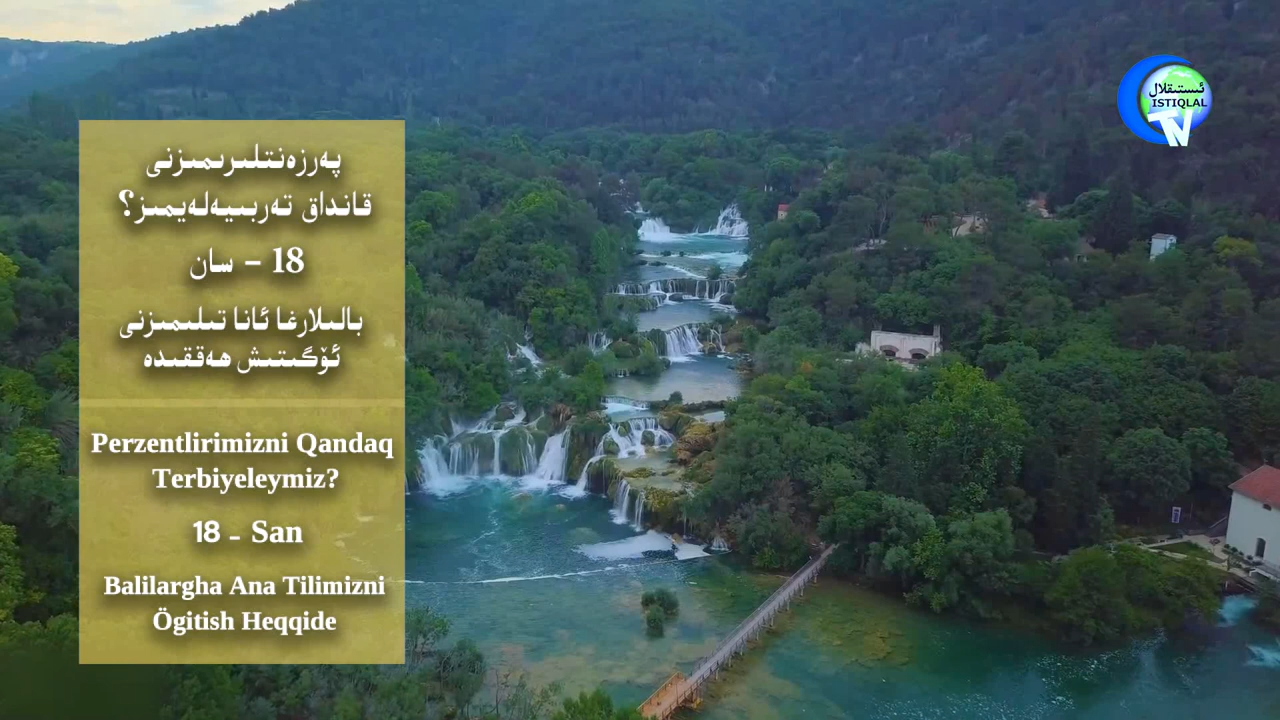 پەرزەنتلىرىمىزنى
قانداق تەربىيەلەيمىز؟
18 - سان
بالىلارغا ئانا تىلىمىزنى
ئۆگىتىش ھەققىدە
Perzentlirimizni Qandaq
Terbiyeleymiz?
18 - San
Balilargha Ana Tilimizni
Ögitish Heqqide
ئىستىقلال
ISTIQLAL
TV